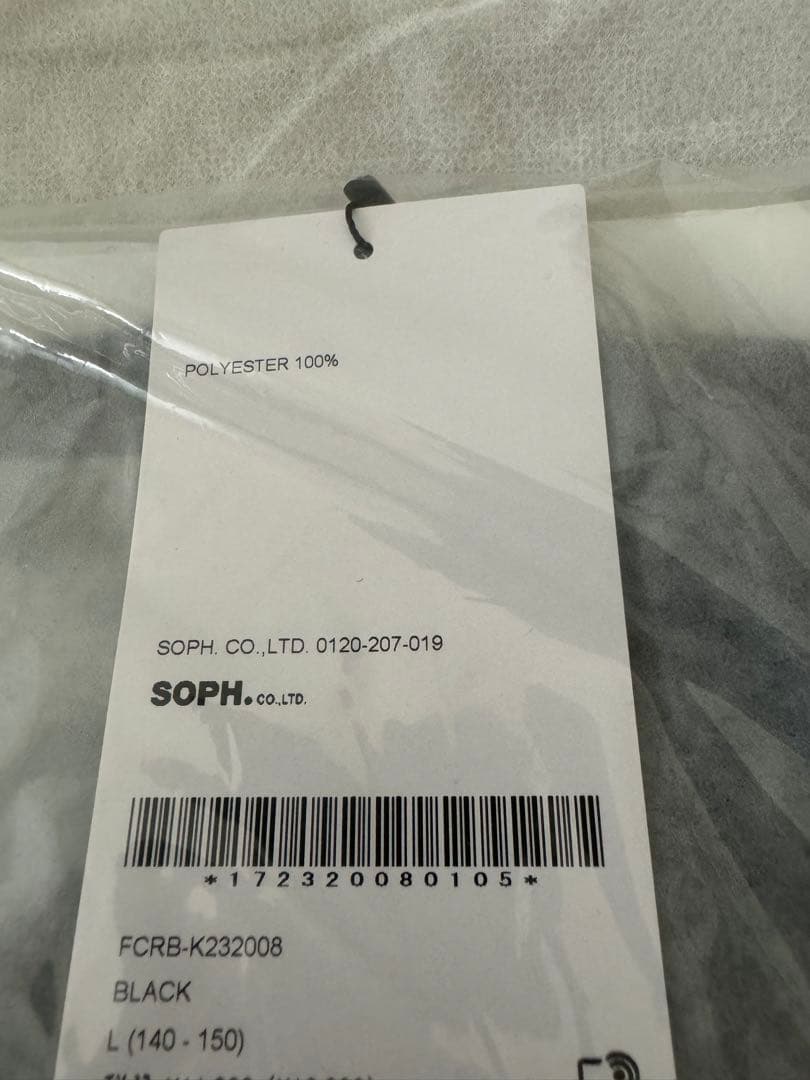 POLYESTER 100%
SOPH. CO.,LTD. 0120-207-019
SOPH. CO.,LTD.
*172320080105*
FCRB-K232008
BLACK
L (140 - 150)